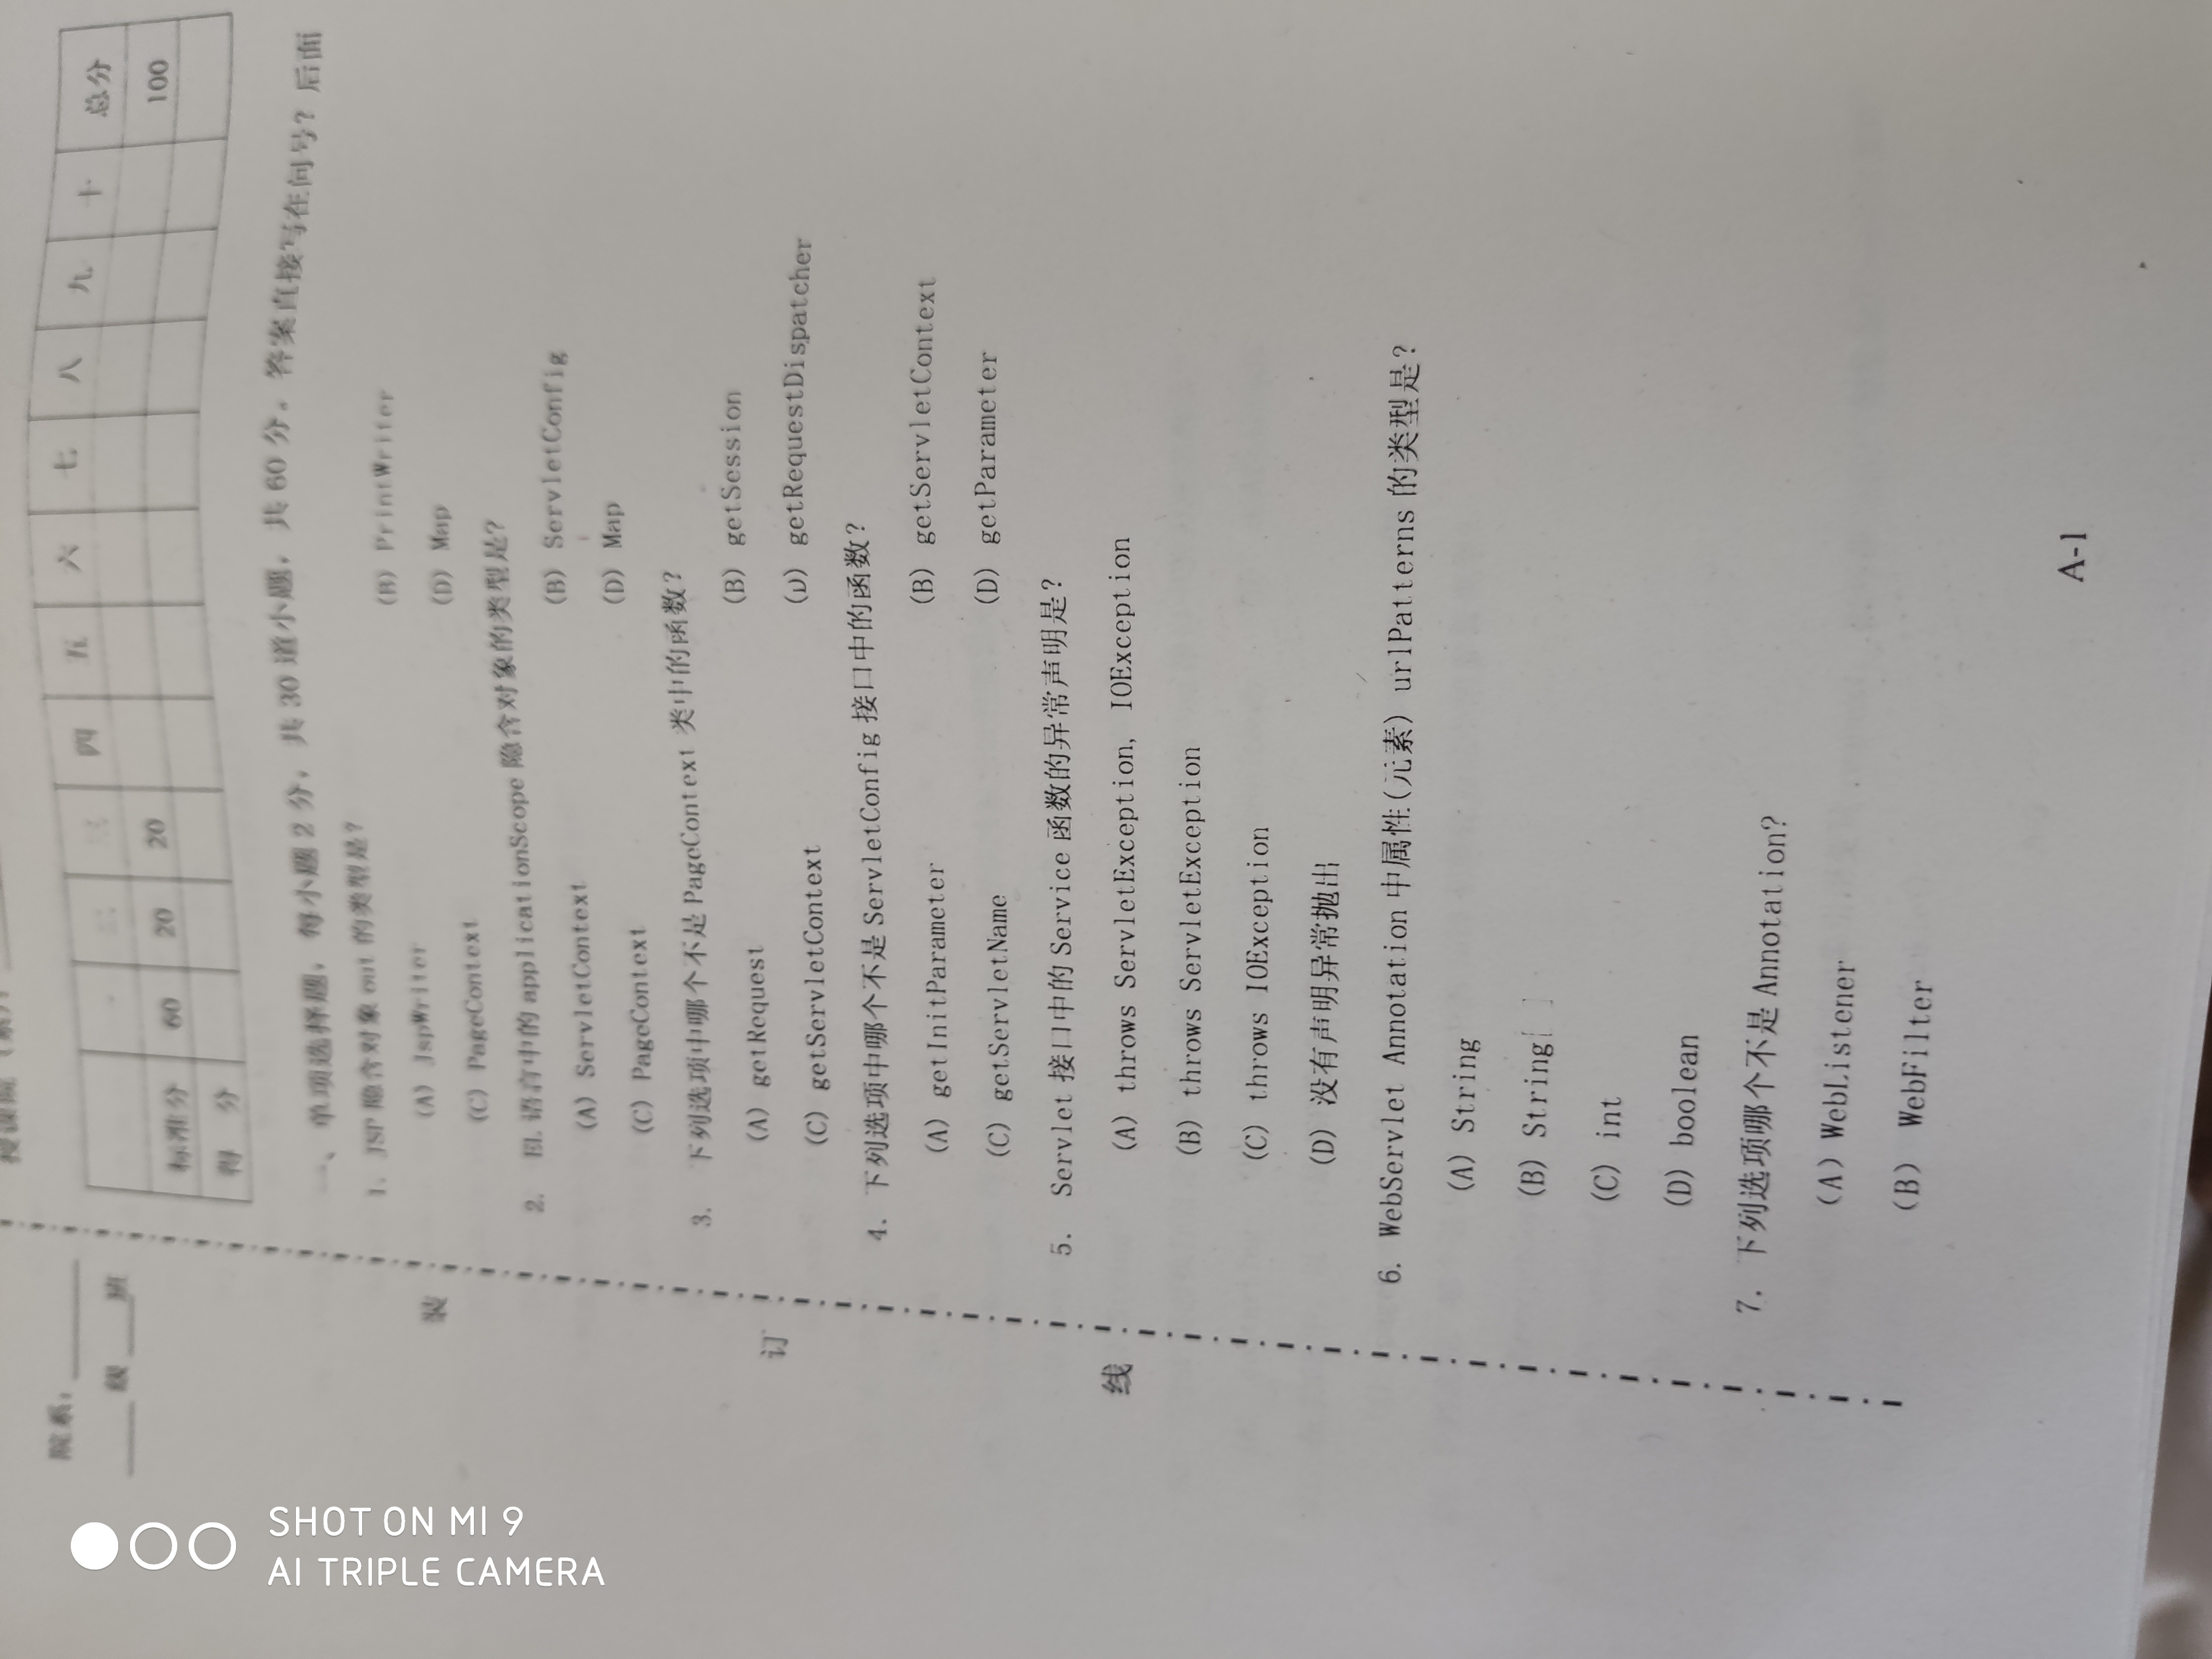 授课院（系）
院系：
级 班
一 二 三 四 五 六 七 八 九 十 总分
标准分 60 20 20 100
得 分
一、单项选择题，每小题 2 分，共 30 道小题，共 60 分。答案直接写在问号？后面
1. JSP 隐含对象 out 的类型是？
(A) JspWriter (B) PrintWriter
(C) PageContext (D) Map
2. EL 语言中的 applicationScope 隐含对象的类型是？
(A) ServletContext (B) ServletConfig
(C) PageContext (D) Map
3. 下列选项中哪个不是 PageContext 类中的函数？
(A) getRequest (B) getSession
(C) getServletContext (D) getRequestDispatcher
4. 下列选项中哪个不是 ServletConfig 接口中的函数？
(A) getInitParameter (B) getServletContext
(C) getServletName (D) getParameter
5. Servlet 接口中的 Service 函数的异常声明是？
(A) throws ServletException, IOException
(B) throws ServletException
(C) throws IOException
(D) 没有声明异常抛出
6. WebServlet Annotation 中属性(元素) urlPatterns 的类型是？
(A) String
(B) String[ ]
(C) int
(D) boolean
7. 下列选项哪个不是 Annotation?
(A) WebListener
(B) WebFilter
装
订
线
A-1
SHOT ON MI 9
AI TRIPLE CAMERA